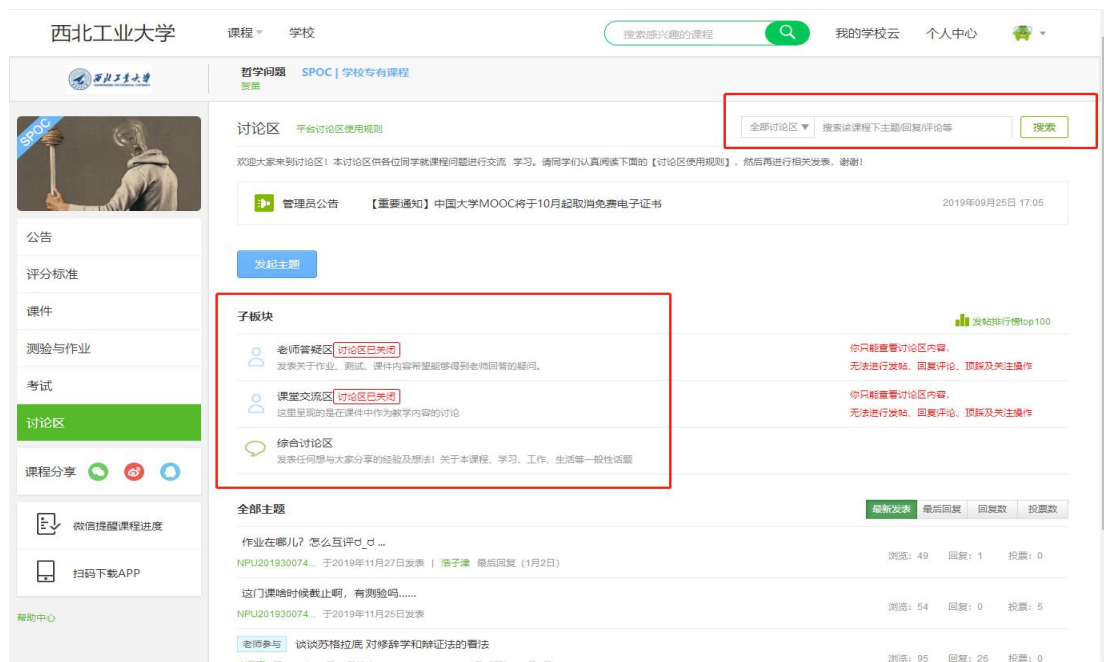 西北工业大学
课程
学校
搜索感兴趣的课程
我的学校云
个人中心
西北工业大学
哲学问题 SPOC | 学校专有课程
贺苗
SPOC
讨论区 平台讨论区使用规则
全部讨论区▼ 搜索该课程下主题/回复/评论等 搜索
欢迎大家来到讨论区！本讨论区供各位同学就课程问题进行交流 学习。请同学们认真阅读下面的【讨论区使用规则】，然后再进行相关发表，谢谢！
管理员公告 【重要通知】中国大学MOOC将于10月起取消免费电子证书 2019年09月25日 17:05
公告
评分标准
课件
测验与作业
考试
讨论区
课程分享
微信提醒课程进度
扫码下载APP
帮助中心
发起主题
子板块
发帖排行榜top100
老师答疑区 讨论区已关闭
发表关于作业、测试、课件内容希望能够得到老师回答的疑问。
你只能查看讨论区内容，
无法进行发帖、回复评论、顶踩及关注操作
课堂交流区 讨论区已关闭
这里呈现的是在课件中作为教学内容的讨论
你只能查看讨论区内容，
无法进行发帖、回复评论、顶踩及关注操作
综合讨论区
发表任何想与大家分享的经验及想法！关于本课程、学习、工作、生活等一般性话题
全部主题
最新发表 最后回复 回复数 投票数
作业在哪儿？怎么互评ಠ_ಠ ...
NPU201930074... 于2019年11月27日发表 | 浩子津 最后回复 (1月2日)
浏览：49 回复：1 投票：0
这门课啥时候截止啊，有测验吗......
NPU201930074... 于2019年11月25日发表
浏览：54 回复：0 投票：5
老师参与 谈谈苏格拉底 对修辞学和辩证法的看法
浏览：95 回复：26 投票：0